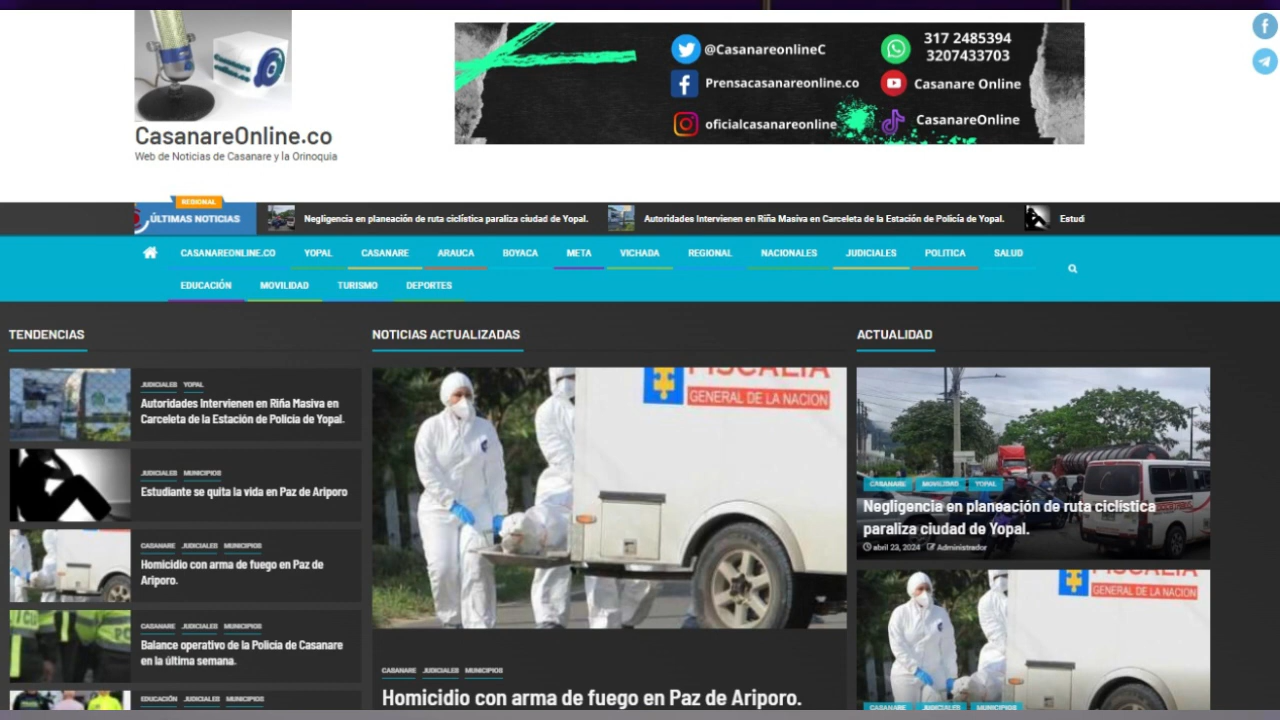 CasanareOnline.co
Web de Noticias de Casanare y la Orinoquia
@CasanareonlineC
317 2485394
3207433703
Prensacasanareonline.co
Casanare Online
oficialcasanareonline
CasanareOnline
REGIONAL
ÚLTIMAS NOTICIAS
Negligencia en planeación de ruta ciclística paraliza ciudad de Yopal.
Autoridades Intervienen en Riña Masiva en Carceleta de la Estación de Policía de Yopal.
Estudi
CASANAREONLINE.CO YOPAL CASANARE ARAUCA BOYACA META VICHADA REGIONAL NACIONALES JUDICIALES POLITICA SALUD
EDUCACIÓN MOVILIDAD TURISMO DEPORTES
TENDENCIAS
JUDICIALES YOPAL
Autoridades Intervienen en Riña Masiva en
Carceleta de la Estación de Policía de Yopal.
JUDICIALES MUNICIPIOS
Estudiante se quita la vida en Paz de Ariporo
CASANARE JUDICIALES MUNICIPIOS
Homicidio con arma de fuego en Paz de
Ariporo.
CASANARE JUDICIALES MUNICIPIOS
Balance operativo de la Policía de Casanare
en la última semana.
EDUCACIÓN JUDICIALES MUNICIPIOS
NOTICIAS ACTUALIZADAS
FISCALIA
GENERAL DE LA NACION
CASANARE JUDICIALES MUNICIPIOS
Homicidio con arma de fuego en Paz de Ariporo.
ACTUALIDAD
CASANARE MOVILIDAD YOPAL
Negligencia en planeación de ruta ciclística
paraliza ciudad de Yopal.
abril 23, 2024 Administrador
FISCALIA
GENERAL DE LA NACION
CASANARE JUDICIALES MUNICIPIOS